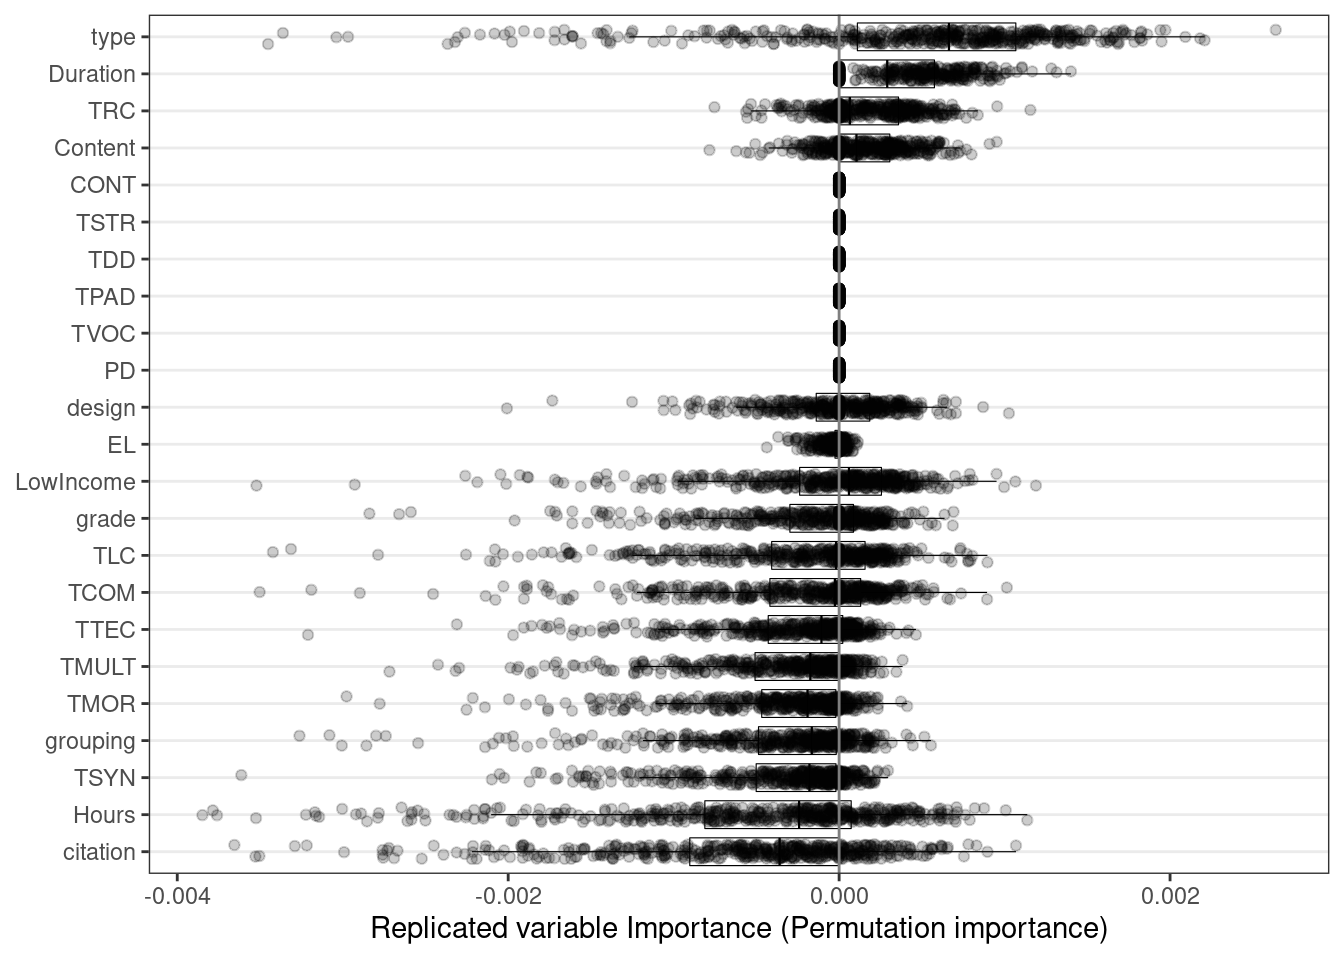 type
Duration
TRC
Content
CONT
TSTR
TDD
TPAD
TVOC
PD
design
EL
LowIncome
grade
TLC
TCOM
TTEC
TMULT
TMOR
grouping
TSYN
Hours
citation
-0.004 -0.002 0.000 0.002
Replicated variable Importance (Permutation importance)